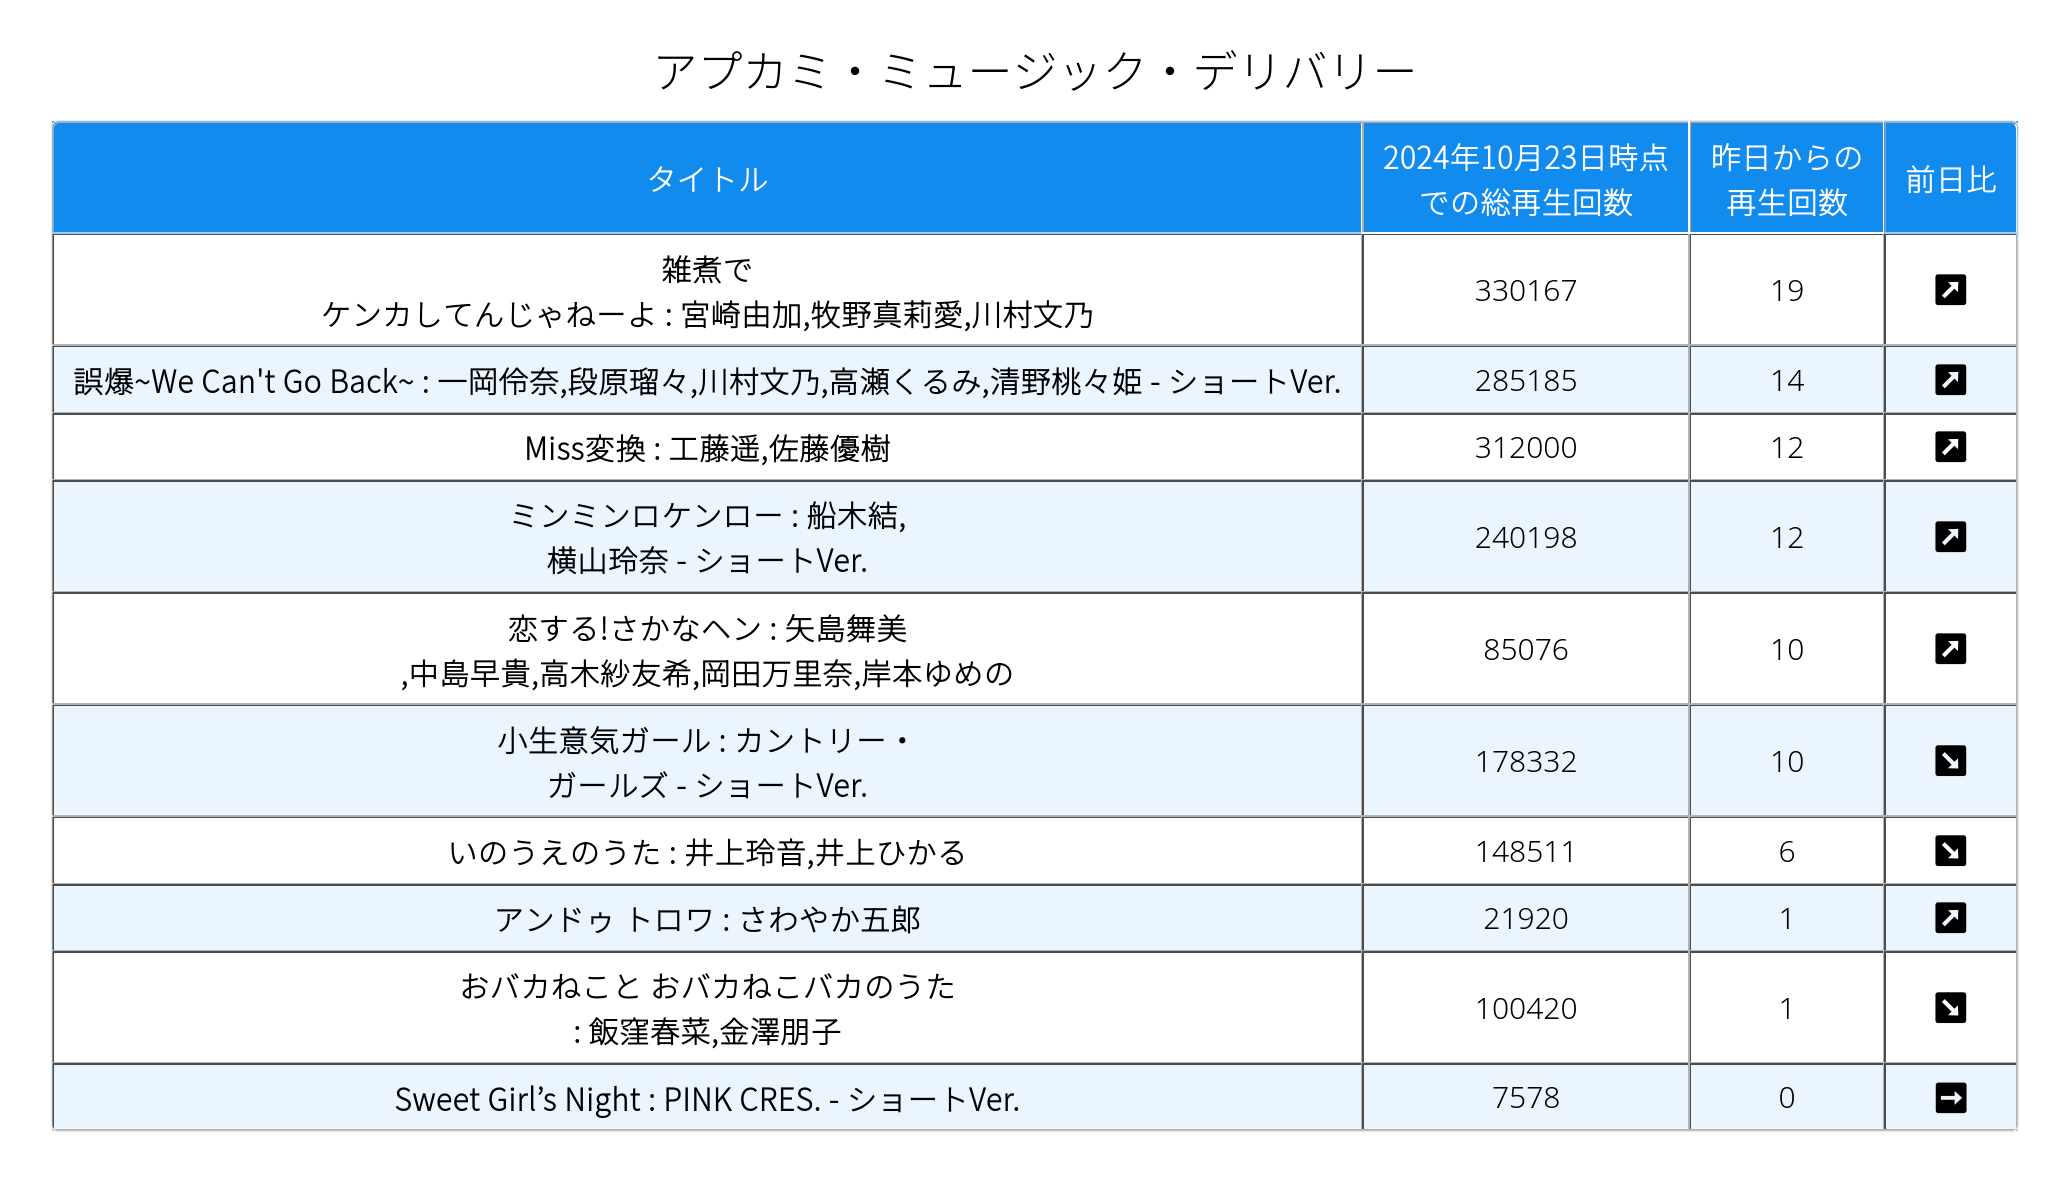 アプカミ・ミュージック・デリバリー
タイトル
2024年10月23日時点
での総再生回数
昨日からの
再生回数
前日比
雑煮で
ケンカしてんじゃねーよ : 宮崎由加,牧野真莉愛,川村文乃
330167
19
誤爆~We Can't Go Back~ : 一岡伶奈,段原瑠々,川村文乃,高瀬くるみ,清野桃々姫 - ショートVer.
285185
14
Miss変換 : 工藤遥,佐藤優樹
312000
12
ミンミンロケンロー : 船木結,
横山玲奈 - ショートVer.
240198
12
恋する!さかなヘン : 矢島舞美
,中島早貴,高木紗友希,岡田万里奈,岸本ゆめの
85076
10
小生意気ガール : カントリー・
ガールズ - ショートVer.
178332
10
いのうえのうた : 井上玲音,井上ひかる
148511
6
アンドゥ トロワ : さわやか五郎
21920
1
おバカねこと おバカねこバカのうた
: 飯窪春菜,金澤朋子
100420
1
Sweet Girl’s Night : PINK CRES. - ショートVer.
7578
0